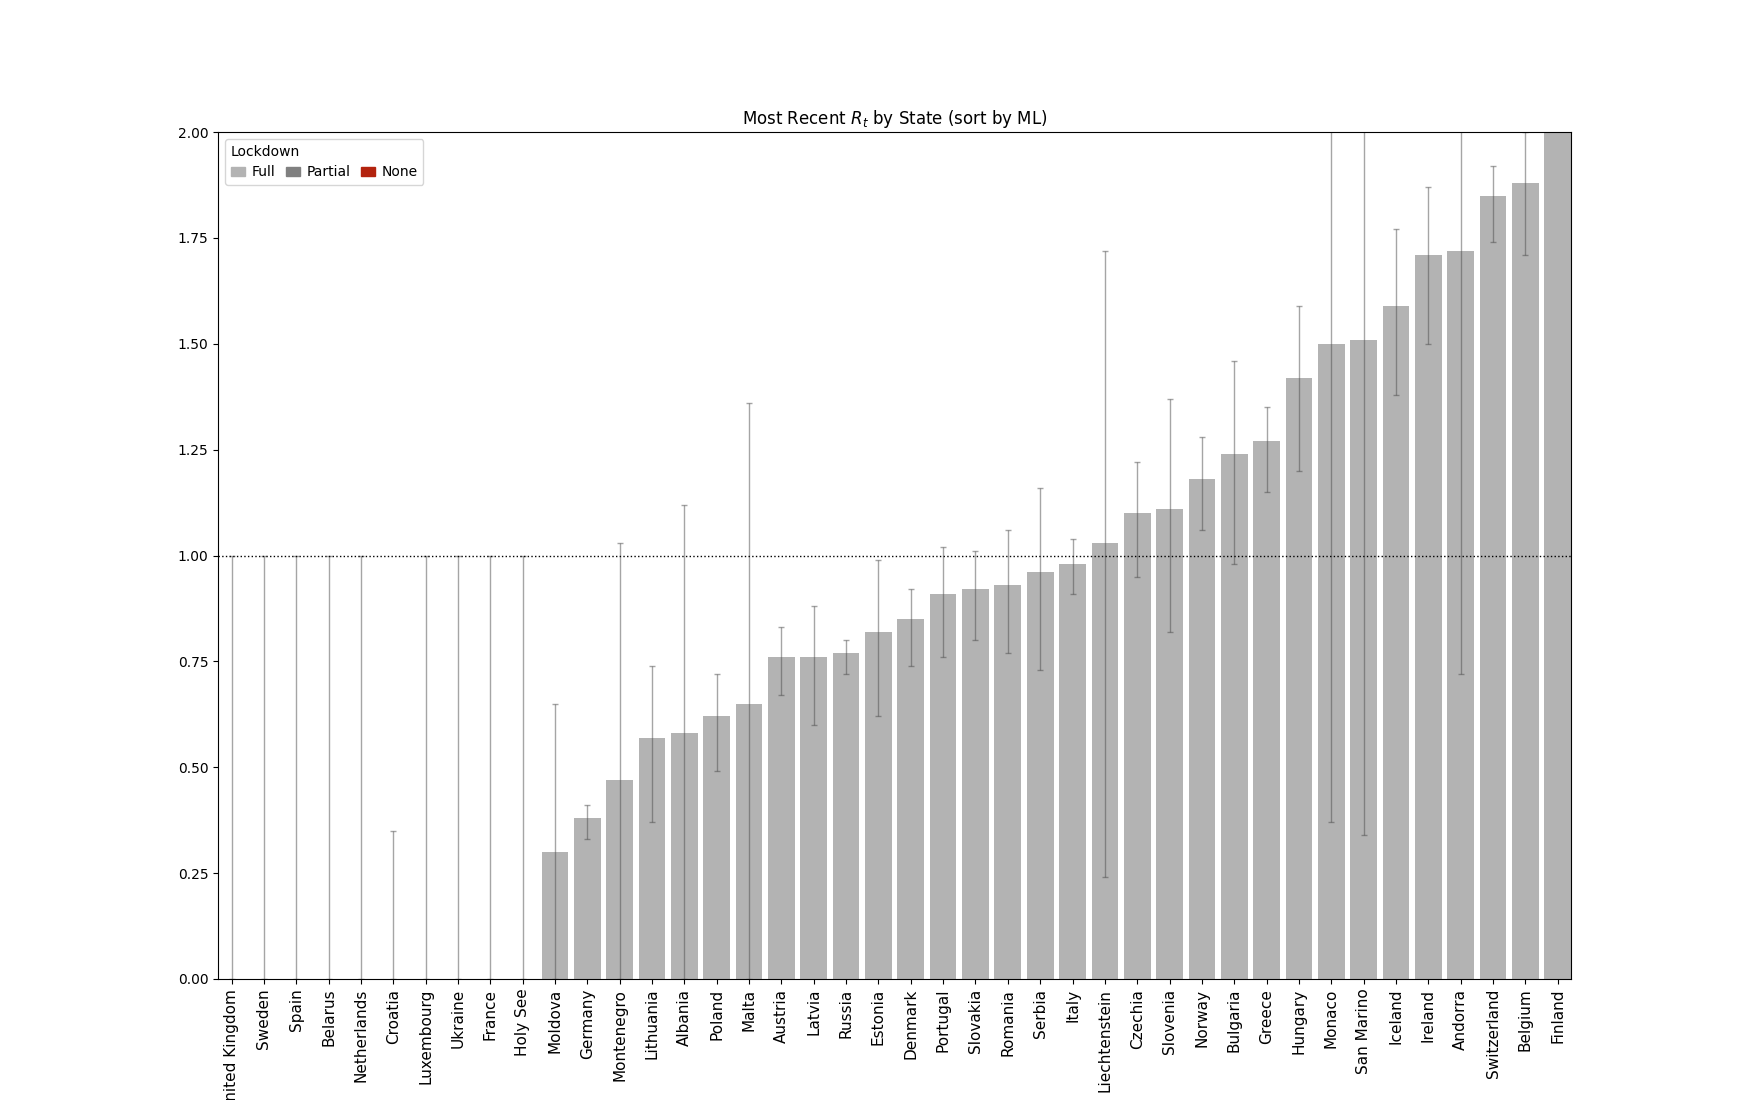 Most Recent Rt by State (sort by ML)
2.00
Lockdown
Full Partial None
1.75
1.50
1.25
1.00
0.75
0.50
0.25
0.00
nited Kingdom
Sweden
Spain
Belarus
Netherlands
Croatia
Luxembourg
Ukraine
France
Holy See
Moldova
Germany
Montenegro
Lithuania
Albania
Poland
Malta
Austria
Latvia
Russia
Estonia
Denmark
Portugal
Slovakia
Romania
Serbia
Italy
Liechtenstein
Czechia
Slovenia
Norway
Bulgaria
Greece
Hungary
Monaco
San Marino
Iceland
Ireland
Andorra
Switzerland
Belgium
Finland